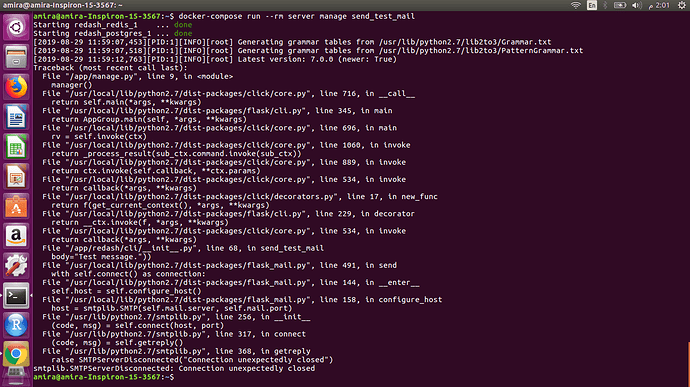 En
2:01 م
amira@amira-Inspiron-15-3567:~$ docker-compose run --rm server manage send_test_mail
Starting redash_redis_1    ... done
Starting redash_postgres_1 ... done
[2019-08-29 11:59:07,453][PID:1][INFO][root] Generating grammar tables from /usr/lib/python2.7/lib2to3/Grammar.txt
[2019-08-29 11:59:07,518][PID:1][INFO][root] Generating grammar tables from /usr/lib/python2.7/lib2to3/PatternGrammar.txt
[2019-08-29 11:59:12,763][PID:1][INFO][root] Latest version: 7.0.0 (newer: True)
Traceback (most recent call last):
  File "/app/manage.py", line 9, in <module>
    manager()
  File "/usr/local/lib/python2.7/dist-packages/click/core.py", line 716, in __call__
    return self.main(*args, **kwargs)
  File "/usr/local/lib/python2.7/dist-packages/flask/cli.py", line 345, in main
    return AppGroup.main(self, *args, **kwargs)
  File "/usr/local/lib/python2.7/dist-packages/click/core.py", line 696, in main
    rv = self.invoke(ctx)
  File "/usr/local/lib/python2.7/dist-packages/click/core.py", line 1060, in invoke
    return _process_result(sub_ctx.command.invoke(sub_ctx))
  File "/usr/local/lib/python2.7/dist-packages/click/core.py", line 889, in invoke
    return ctx.invoke(self.callback, **ctx.params)
  File "/usr/local/lib/python2.7/dist-packages/click/core.py", line 534, in invoke
    return callback(*args, **kwargs)
  File "/usr/local/lib/python2.7/dist-packages/click/decorators.py", line 17, in new_func
    return f(get_current_context(), *args, **kwargs)
  File "/usr/local/lib/python2.7/dist-packages/flask/cli.py", line 229, in decorator
    return __ctx.invoke(f, *args, **kwargs)
  File "/usr/local/lib/python2.7/dist-packages/click/core.py", line 534, in invoke
    return callback(*args, **kwargs)
  File "/app/redash/cli/__init__.py", line 68, in send_test_mail
    body="Test message."))
  File "/usr/local/lib/python2.7/dist-packages/flask_mail.py", line 491, in send
    with self.connect() as connection:
  File "/usr/local/lib/python2.7/dist-packages/flask_mail.py", line 144, in __enter__
    self.host = self.configure_host()
  File "/usr/local/lib/python2.7/dist-packages/flask_mail.py", line 158, in configure_host
    host = smtplib.SMTP(self.mail.server, self.mail.port)
  File "/usr/lib/python2.7/smtplib.py", line 256, in __init__
    (code, msg) = self.connect(host, port)
  File "/usr/lib/python2.7/smtplib.py", line 317, in connect
    (code, msg) = self.getreply()
  File "/usr/lib/python2.7/smtplib.py", line 368, in getreply
    raise SMTPServerDisconnected("Connection unexpectedly closed")
smtplib.SMTPServerDisconnected: Connection unexpectedly closed
amira@amira-Inspiron-15-3567:~$